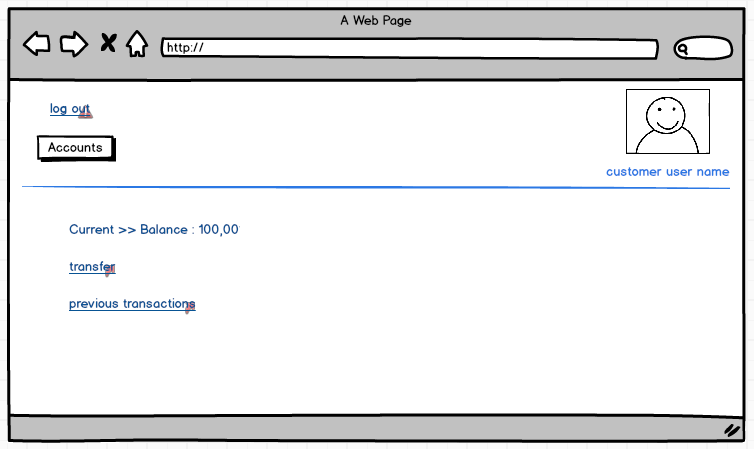 A Web Page
http://
log out
Accounts
customer user name
Current >> Balance : 100,00
transfer
previous transactions